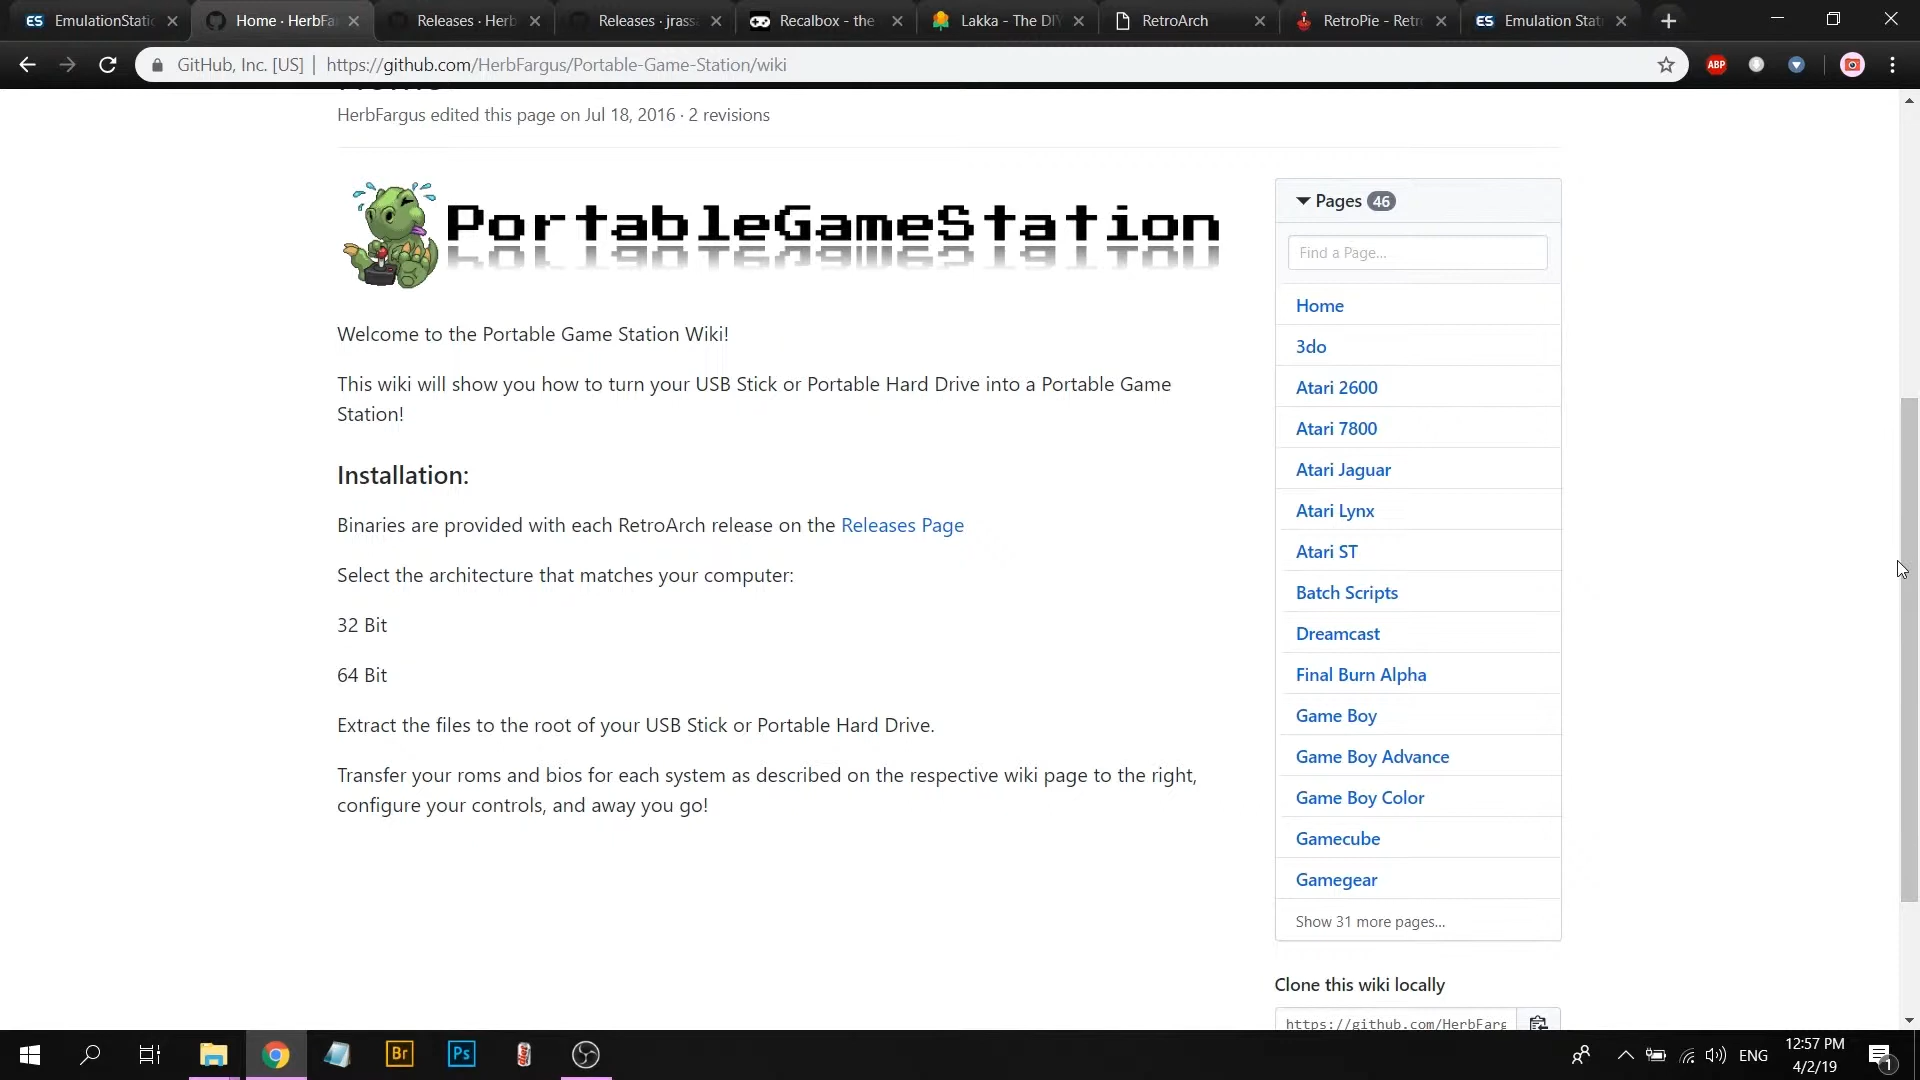 EmulationStatio
Home · HerbFa
Releases · Herb
Releases · jrass
Recalbox - the
Lakka - The DIY
RetroArch
RetroPie - Retr
Emulation Stat
GitHub, Inc. [US] | https://github.com/HerbFargus/Portable-Game-Station/wiki
ABP
HerbFargus edited this page on Jul 18, 2016 · 2 revisions
PortableGameStation
Welcome to the Portable Game Station Wiki!
This wiki will show you how to turn your USB Stick or Portable Hard Drive into a Portable Game
Station!
Installation:
Binaries are provided with each RetroArch release on the Releases Page
Select the architecture that matches your computer:
32 Bit
64 Bit
Extract the files to the root of your USB Stick or Portable Hard Drive.
Transfer your roms and bios for each system as described on the respective wiki page to the right,
configure your controls, and away you go!
Pages 46
Find a Page...
Home
3do
Atari 2600
Atari 7800
Atari Jaguar
Atari Lynx
Atari ST
Batch Scripts
Dreamcast
Final Burn Alpha
Game Boy
Game Boy Advance
Game Boy Color
Gamecube
Gamegear
Show 31 more pages...
Clone this wiki locally
https://github.com/HerbFarg
Br
Ps
ENG
12:57 PM
4/2/19
1